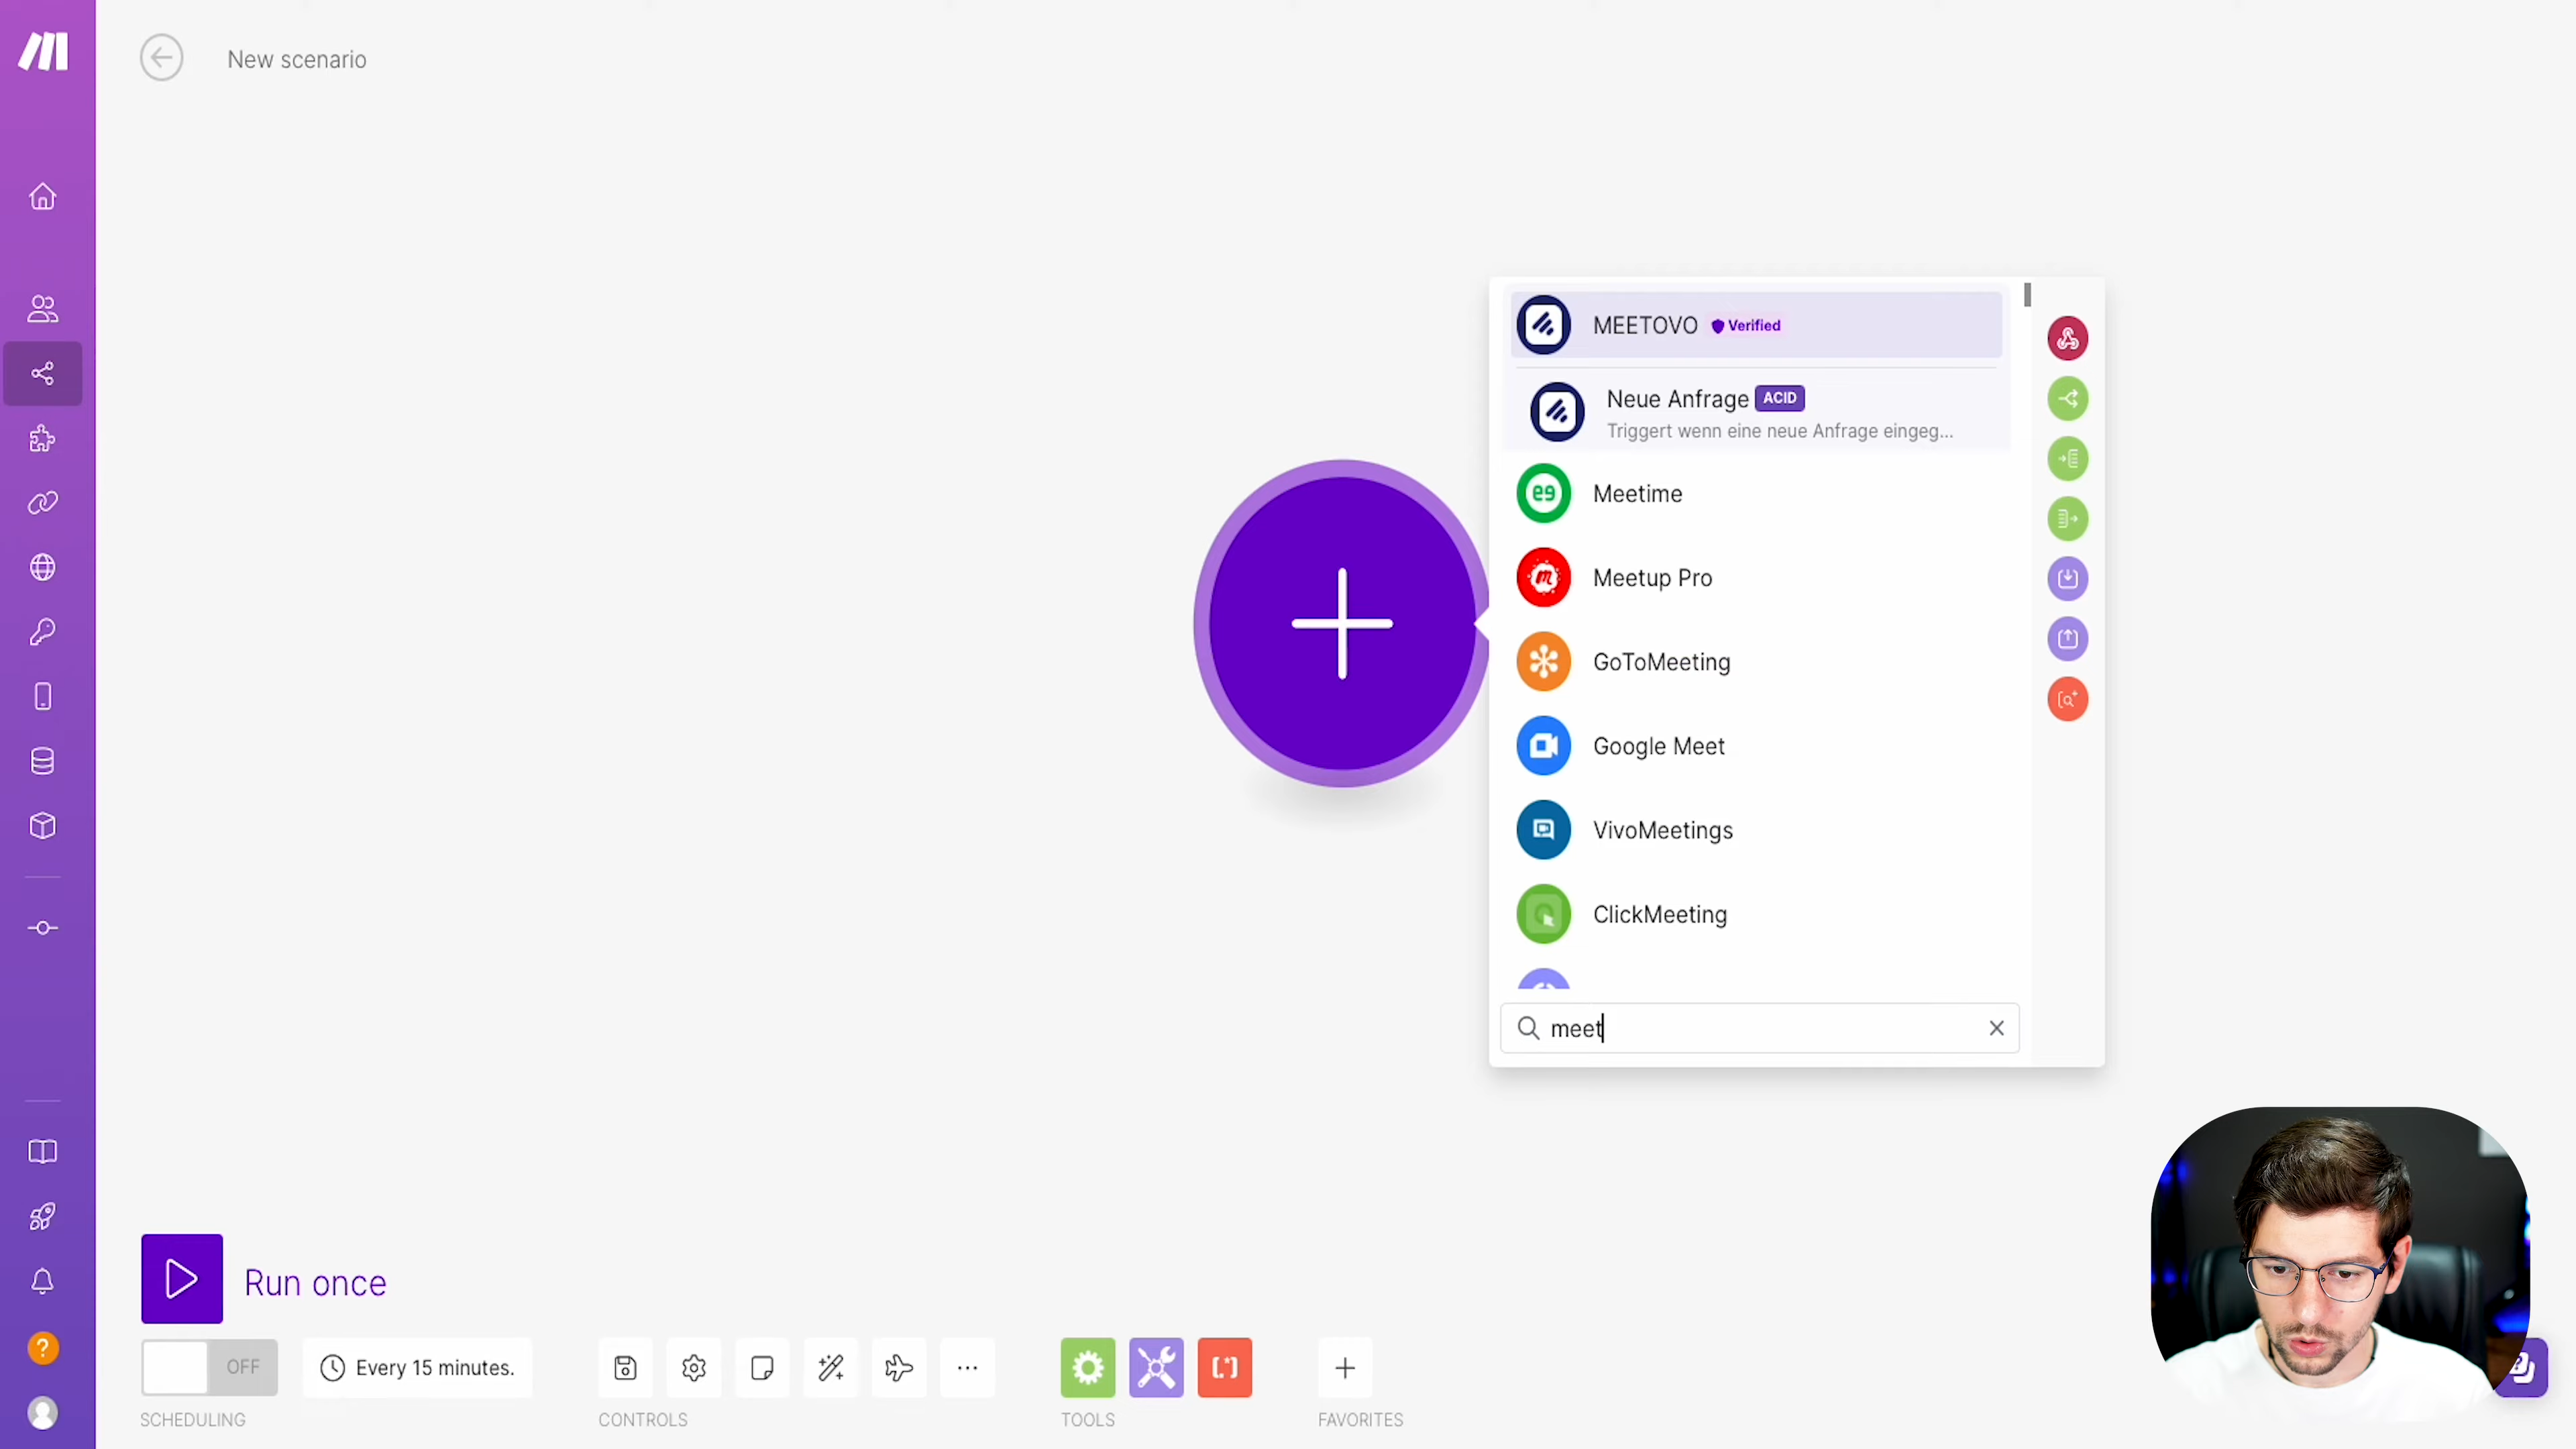 New scenario
MEETOVO Verified
Neue Anfrage ACID
Triggert wenn eine neue Anfrage eingeg...
Meetime
Meetup Pro
GoToMeeting
Google Meet
VivoMeetings
ClickMeeting
meet
Run once
OFF
Every 15 minutes.
SCHEDULING
CONTROLS
TOOLS
FAVORITES